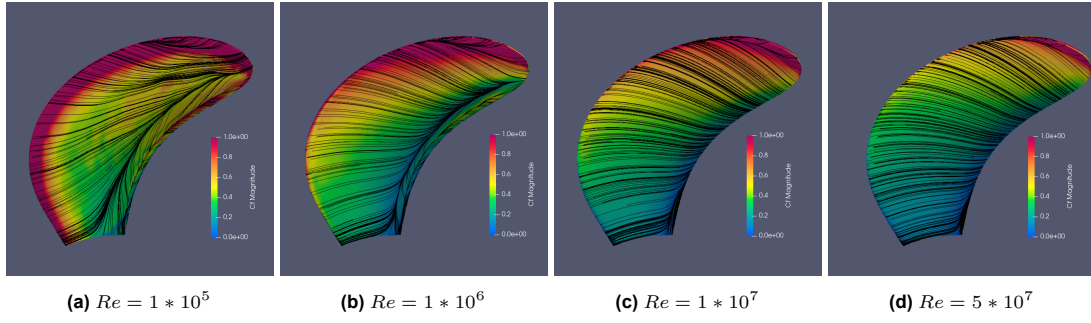 1.0e+00
0.8
0.6
0.4
0.2
0.0e+00
Cf Magnitude
1.0e+00
0.8
0.6
0.4
0.2
0.0e+00
Cf Magnitude
1.0e+00
0.8
0.6
0.4
0.2
0.0e+00
Cf Magnitude
1.0e+00
0.8
0.6
0.4
0.2
0.0e+00
Cf Magnitude
(a) Re = 1 * 10^5
(b) Re = 1 * 10^6
(c) Re = 1 * 10^7
(d) Re = 5 * 10^7